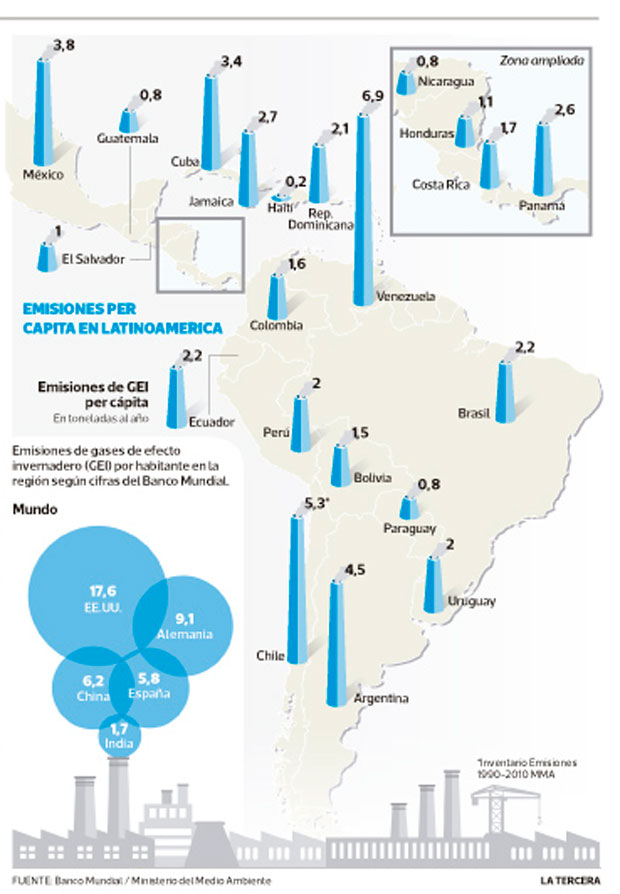 3,8
México
0,8
Guatemala
3,4
Cuba
2,7
Jamaica
0,2
Haití
2,1
Rep.
Dominicana
6,9
Venezuela
Zona ampliada
0,8
Nicaragua
1,1
Honduras
1,7
Costa Rica
2,6
Panamá
1
El Salvador
EMISIONES PER
CAPITA EN LATINOAMERICA
1,6
Colombia
Emisiones de GEI
per cápita
En toneladas al año
2,2
Ecuador
2,2
Brasil
2
Perú
1,5
Bolivia
0,8
Paraguay
5,3*
Chile
4,5
Argentina
2
Uruguay
Emisiones de gases de efecto
invernadero (GEI) por habitante en la
región según cifras del Banco Mundial.
Mundo
17,6
EE.UU.
9,1
Alemania
6,2
China
5,8
España
1,7
India
*Inventario Emisiones
1990-2010 MMA
FUENTE: Banco Mundial / Ministerio del Medio Ambiente
LA TERCERA